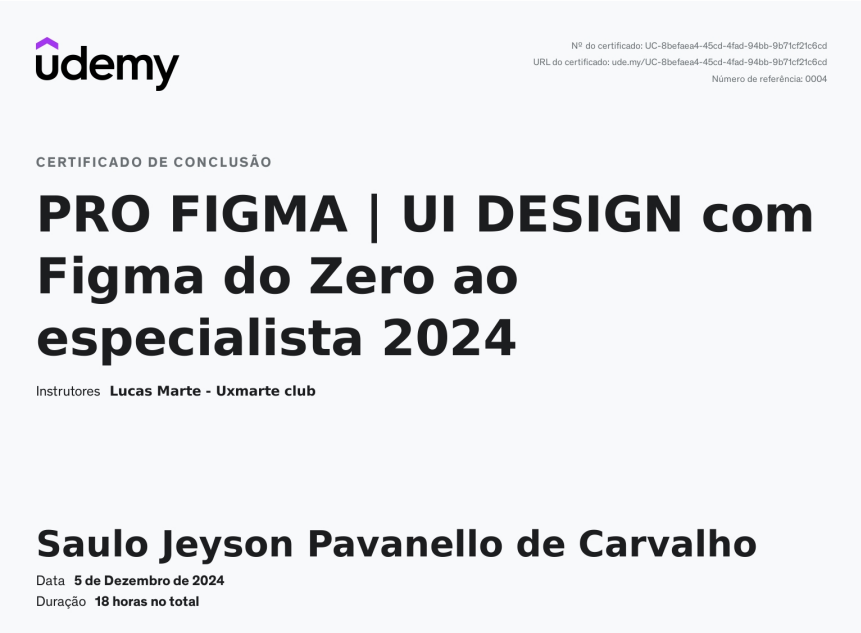 udemy
Nº do certificado: UC-8befaea4-45cd-4fad-94bb-9b71cf21c6cd
URL do certificado: ude.my/UC-8befaea4-45cd-4fad-94bb-9b71cf21c6cd
Número de referência: 0004
CERTIFICADO DE CONCLUSÃO
PRO FIGMA | UI DESIGN com
Figma do Zero ao
especialista 2024
Instrutores Lucas Marte - Uxmarte club
Saulo Jeyson Pavanello de Carvalho
Data 5 de Dezembro de 2024
Duração 18 horas no total